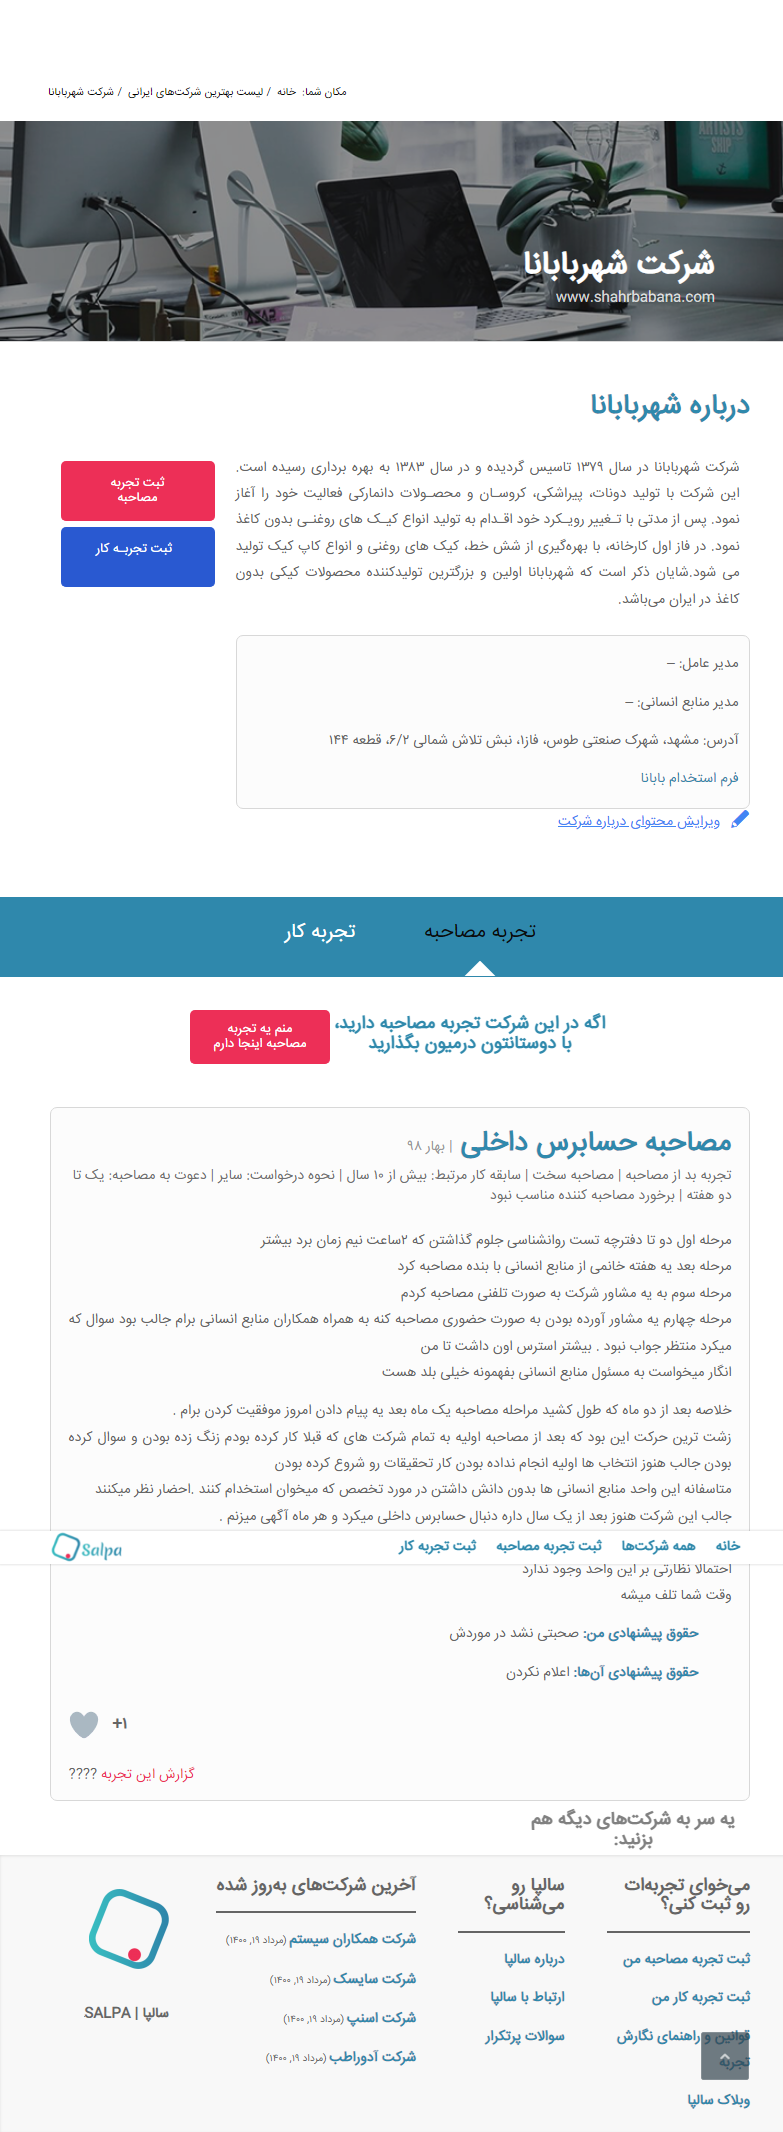 مکان شما: خانه / لیست بهترین شرکت‌های ایرانی / شرکت شهربابانا
ARTISTS
SHIP
شرکت شهربابانا
www.shahrbabana.com
درباره شهربابانا
شرکت شهربابانا در سال ۱۳۷۹ تاسیس گردیده و در سال ۱۳۸۳ به بهره برداری رسیده است.
این شرکت با تولید دونات، پیراشکی، کروسـان و محصـولات دانمارکی فعالیت خود را آغاز
نمود. پس از مدتی با تـغییر رویـکرد خود اقـدام به تولید انواع کیـک های روغنـی بدون کاغذ
نمود. در فاز اول کارخانه، با بهره‌گیری از شش خط، کیک های روغنی و انواع کاپ کیک تولید
می شود.شایان ذکر است که شهربابانا اولین و بزرگترین تولیدکننده محصولات کیکی بدون
کاغذ در ایران می‌باشد.
ثبت تجربه
مصاحبه
ثبت تجربـه کار
مدیر عامل: –
مدیر منابع انسانی: –
آدرس: مشهد، شهرک صنعتی طوس، فاز۱، نبش تلاش شمالی ۶/۲، قطعه ۱۴۴
فرم استخدام بابانا
ویرایش محتوای درباره شرکت
تجربه مصاحبه
تجربه کار
اگه در این شرکت تجربه مصاحبه دارید،
با دوستانتون درمیون بگذارید
منم یه تجربه
مصاحبه اینجا دارم
مصاحبه حسابرس داخلی | بهار ۹۸
تجربه بد از مصاحبه | مصاحبه سخت | سابقه کار مرتبط: بیش از ۱۰ سال | نحوه درخواست: سایر | دعوت به مصاحبه: یک تا
دو هفته | برخورد مصاحبه کننده مناسب نبود
مرحله اول دو تا دفترچه تست روانشناسی جلوم گذاشتن که ۲ساعت نیم زمان برد بیشتر
مرحله بعد یه هفته خانمی از منابع انسانی با بنده مصاحبه کرد
مرحله سوم به یه مشاور شرکت به صورت تلفنی مصاحبه کردم
مرحله چهارم یه مشاور آورده بودن به صورت حضوری مصاحبه کنه به همراه همکاران منابع انسانی برام جالب بود سوال که
میکرد منتظر جواب نبود . بیشتر استرس اون داشت تا من
انگار میخواست به مسئول منابع انسانی بفهمونه خیلی بلد هست
خلاصه بعد از دو ماه که طول کشید مراحله مصاحبه یک ماه بعد یه پیام دادن امروز موفقیت کردن برام .
زشت ترین حرکت این بود که بعد از مصاحبه اولیه به تمام شرکت های که قبلا کار کرده بودم زنگ زده بودن و سوال کرده
بودن جالب هنوز انتخاب ها اولیه انجام نداده بودن کار تحقیقات رو شروع کرده بودن
متاسفانه این واحد منابع انسانی ها بدون دانش داشتن در مورد تخصص که میخوان استخدام کنند .احضار نظر میکنند
جالب این شرکت هنوز بعد از یک سال داره دنبال حسابرس داخلی میکرد و هر ماه آگهی میزنم .
خانه همه شرکت‌ها ثبت تجربه مصاحبه ثبت تجربه کار
Salpa
احتمالا نظارتی بر این واحد وجود ندارد
وقت شما تلف میشه
حقوق پیشنهادی من: صحبتی نشد در موردش
حقوق پیشنهادی آن‌ها: اعلام نکردن
+۱
گزارش این تجربه ????
یه سر به شرکت‌های دیگه هم
بزنید:
می‌خوای تجربه‌ات
رو ثبت کنی؟
ثبت تجربه مصاحبه من
ثبت تجربه کار من
قوانین و راهنمای نگارش
تجربه
وبلاک سالپا
سالپا رو
می‌شناسی؟
درباره سالپا
ارتباط با سالپا
سوالات پرتکرار
آخرین شرکت‌های به‌روز شده
شرکت همکاران سیستم (مرداد ۱۹, ۱۴۰۰)
شرکت سایسک (مرداد ۱۹, ۱۴۰۰)
شرکت اسنپ (مرداد ۱۹, ۱۴۰۰)
شرکت آدوراطب (مرداد ۱۹, ۱۴۰۰)
سالپا | SALPA